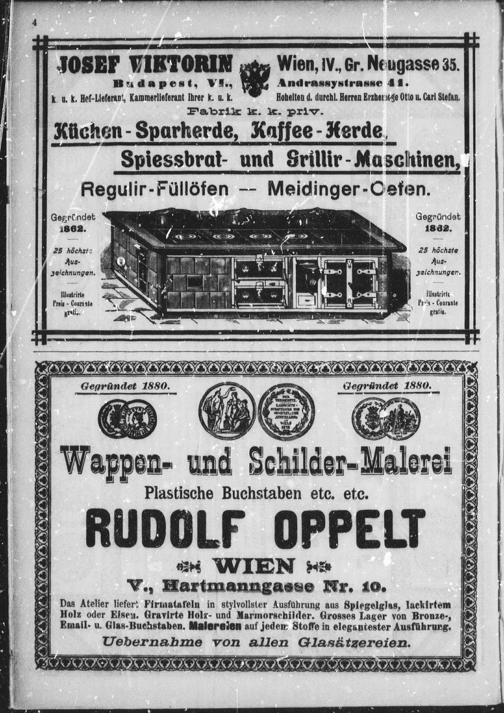 4
JOSEF VIKTORIN Wien, IV., Gr. Neugasse 35.
Budapest, VI., Andrassystrasse 41.
k. u. k. Hof-Lieferant, Kammerlieferant Ihrer k. u. k. Hoheiten d. durchl. Herren Erzherzoge Otto u. Carl Stefan.
Fabrik k. k. priv.
Küchen-Sparherde, Kaffee-Herde,
Spiessbrat- und Grillir-Maschinen,
Regulir-Füllöfen — Meidinger-Oefen.
Gegründet
1862.
25 höchste
Aus-
zeichnungen.
Illustrirte
Preis-Courante
gratis.
Gegründet
1862.
25 höchste
Aus-
zeichnungen.
Illustrirte
Preis-Courante
gratis.
Gegründet 1880. Gegründet 1880.
Wappen- und Schilder-Malerei
Plastische Buchstaben etc. etc.
RUDOLF OPPELT
WIEN
V., Hartmanngasse Nr. 10.
Das Atelier liefert Firmatafeln in stylvollster Ausführung aus Spiegelglas, lackirtem
Holz oder Eisen. Gravirte Holz- und Marmorschilder. Grosses Lager von Bronze-,
Email- u. Glas-Buchstaben. Malereien auf jedem Stoffe in elegantester Ausführung.
Uebernahme von allen Glasätzereien.